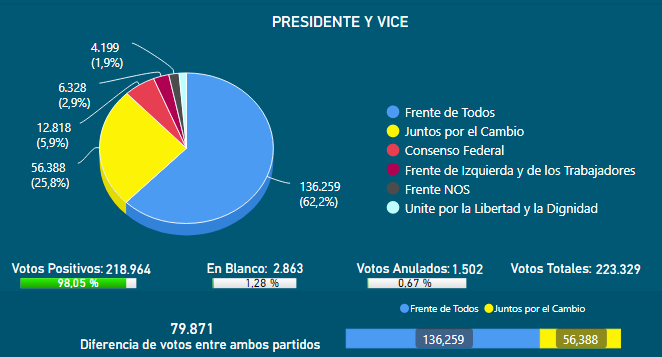 PRESIDENTE Y VICE
4.199
(1,9%)
6.328
(2,9%)
12.818
(5,9%)
56.388
(25,8%)
136.259
(62,2%)
Frente de Todos
Juntos por el Cambio
Consenso Federal
Frente de Izquierda y de los Trabajadores
Frente NOS
Unite por la Libertad y la Dignidad
Votos Positivos: 218.964
98,05 %
En Blanco: 2.863
1,28 %
Votos Anulados: 1.502
0,67 %
Votos Totales: 223.329
Frente de Todos Juntos por el Cambio
79.871
Diferencia de votos entre ambos partidos
136,259 56,388